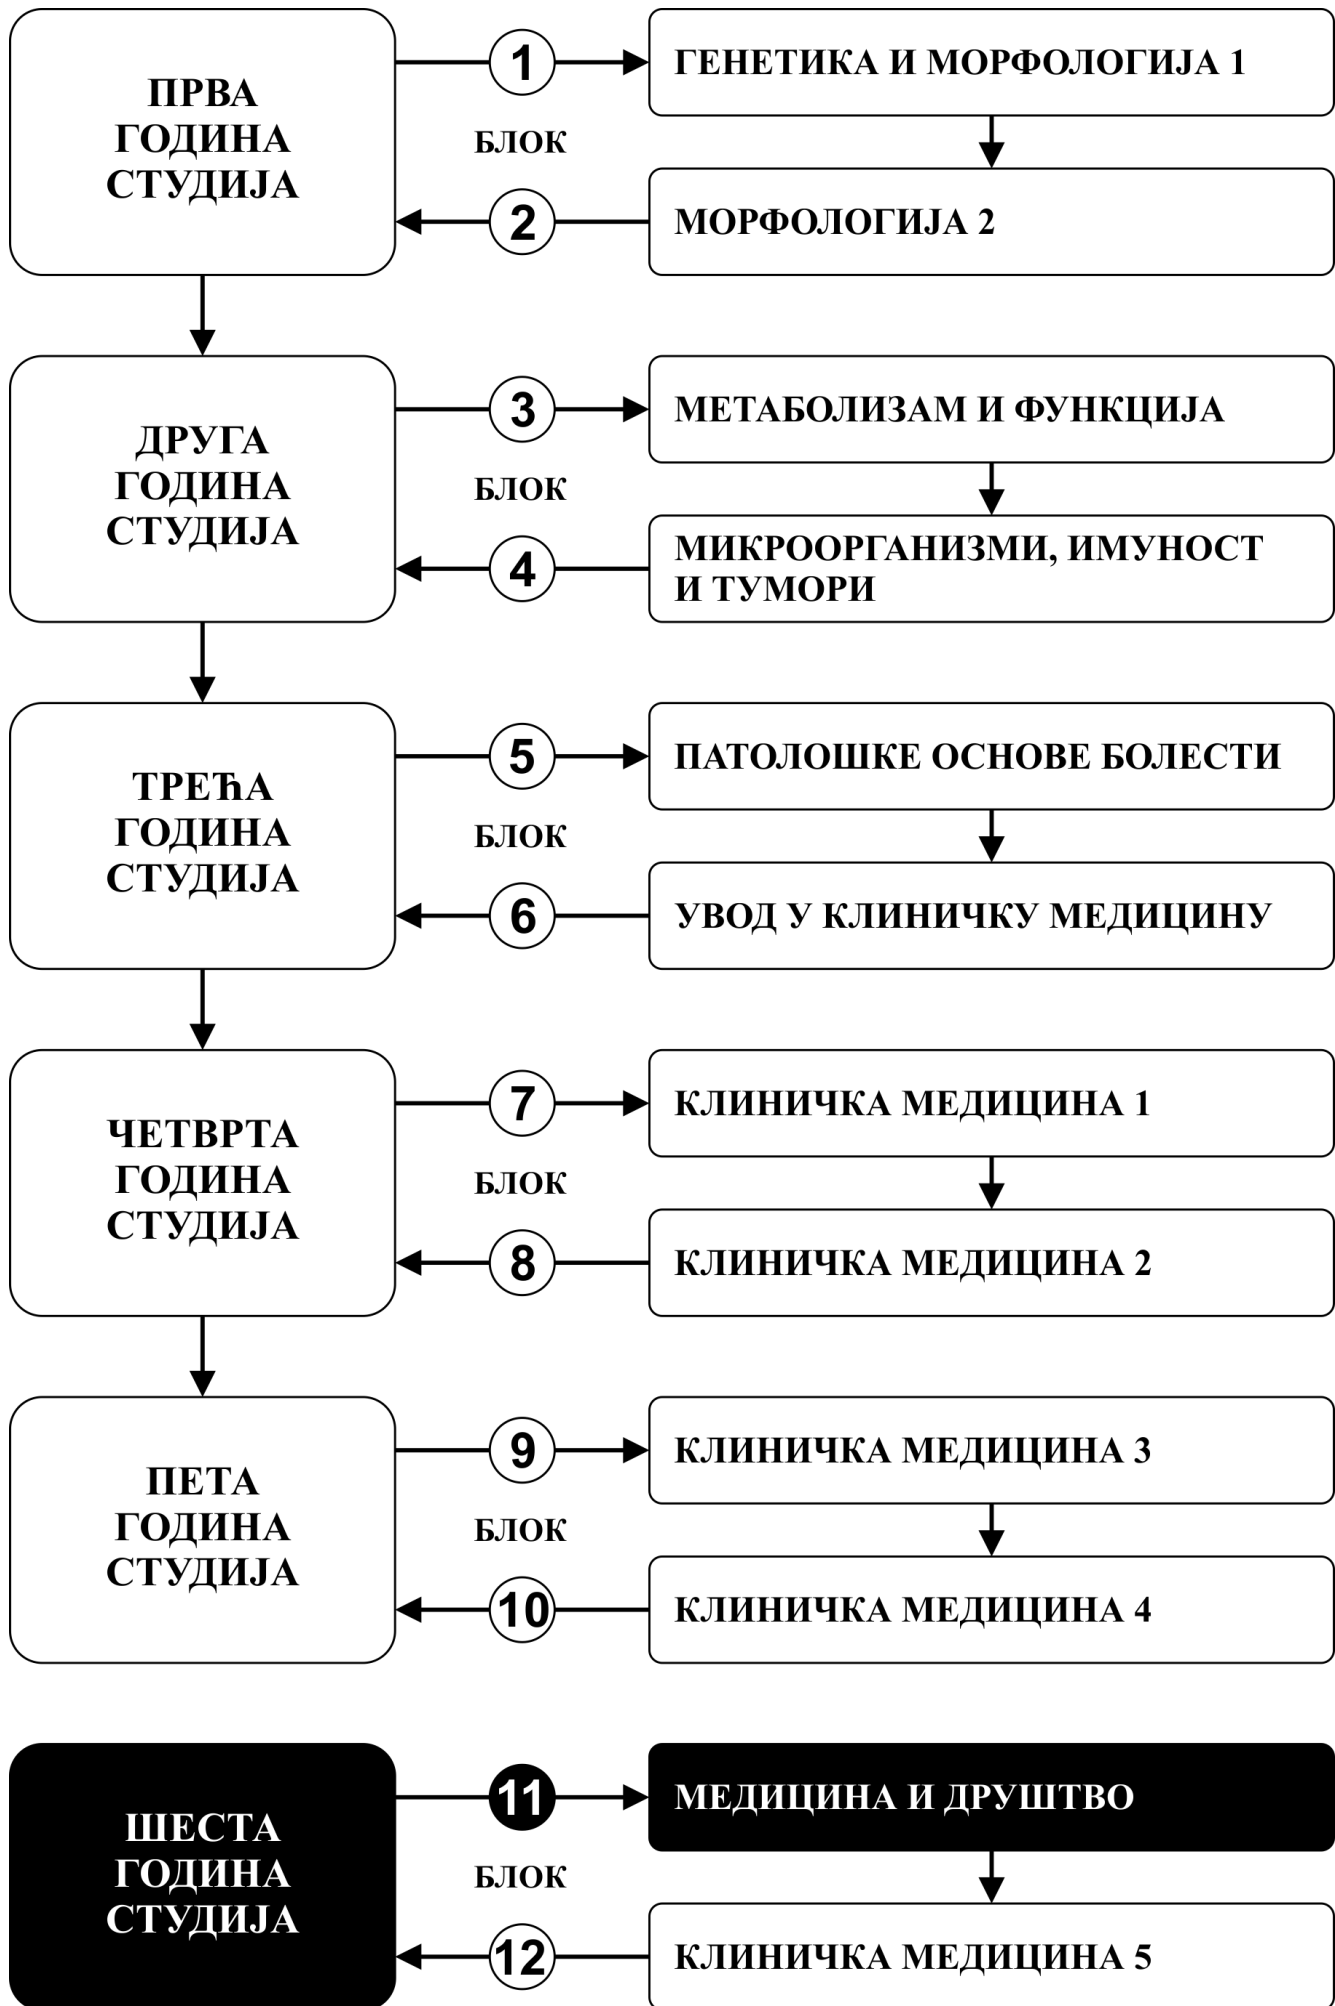 ПРВА
ГОДИНА
СТУДИЈА
1
БЛОК
2
ГЕНЕТИКА И МОРФОЛОГИЈА 1
МОРФОЛОГИЈА 2
ДРУГА
ГОДИНА
СТУДИЈА
3
БЛОК
4
МЕТАБОЛИЗАМ И ФУНКЦИЈА
МИКРООРГАНИЗМИ, ИМУНОСТ
И ТУМОРИ
ТРЕЋА
ГОДИНА
СТУДИЈА
5
БЛОК
6
ПАТОЛОШКЕ ОСНОВЕ БОЛЕСТИ
УВОД У КЛИНИЧКУ МЕДИЦИНУ
ЧЕТВРТА
ГОДИНА
СТУДИЈА
7
БЛОК
8
КЛИНИЧКА МЕДИЦИНА 1
КЛИНИЧКА МЕДИЦИНА 2
ПЕТА
ГОДИНА
СТУДИЈА
9
БЛОК
10
КЛИНИЧКА МЕДИЦИНА 3
КЛИНИЧКА МЕДИЦИНА 4
ШЕСТА
ГОДИНА
СТУДИЈА
11
БЛОК
12
МЕДИЦИНА И ДРУШТВО
КЛИНИЧКА МЕДИЦИНА 5